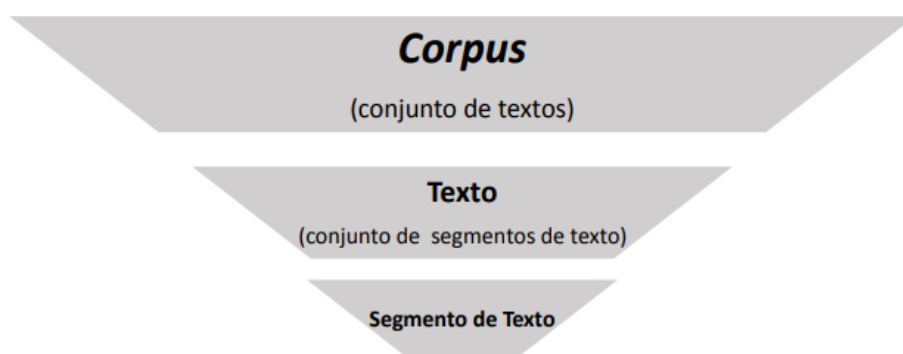 Corpus
(conjunto de textos)
Texto
(conjunto de segmentos de texto)
Segmento de Texto